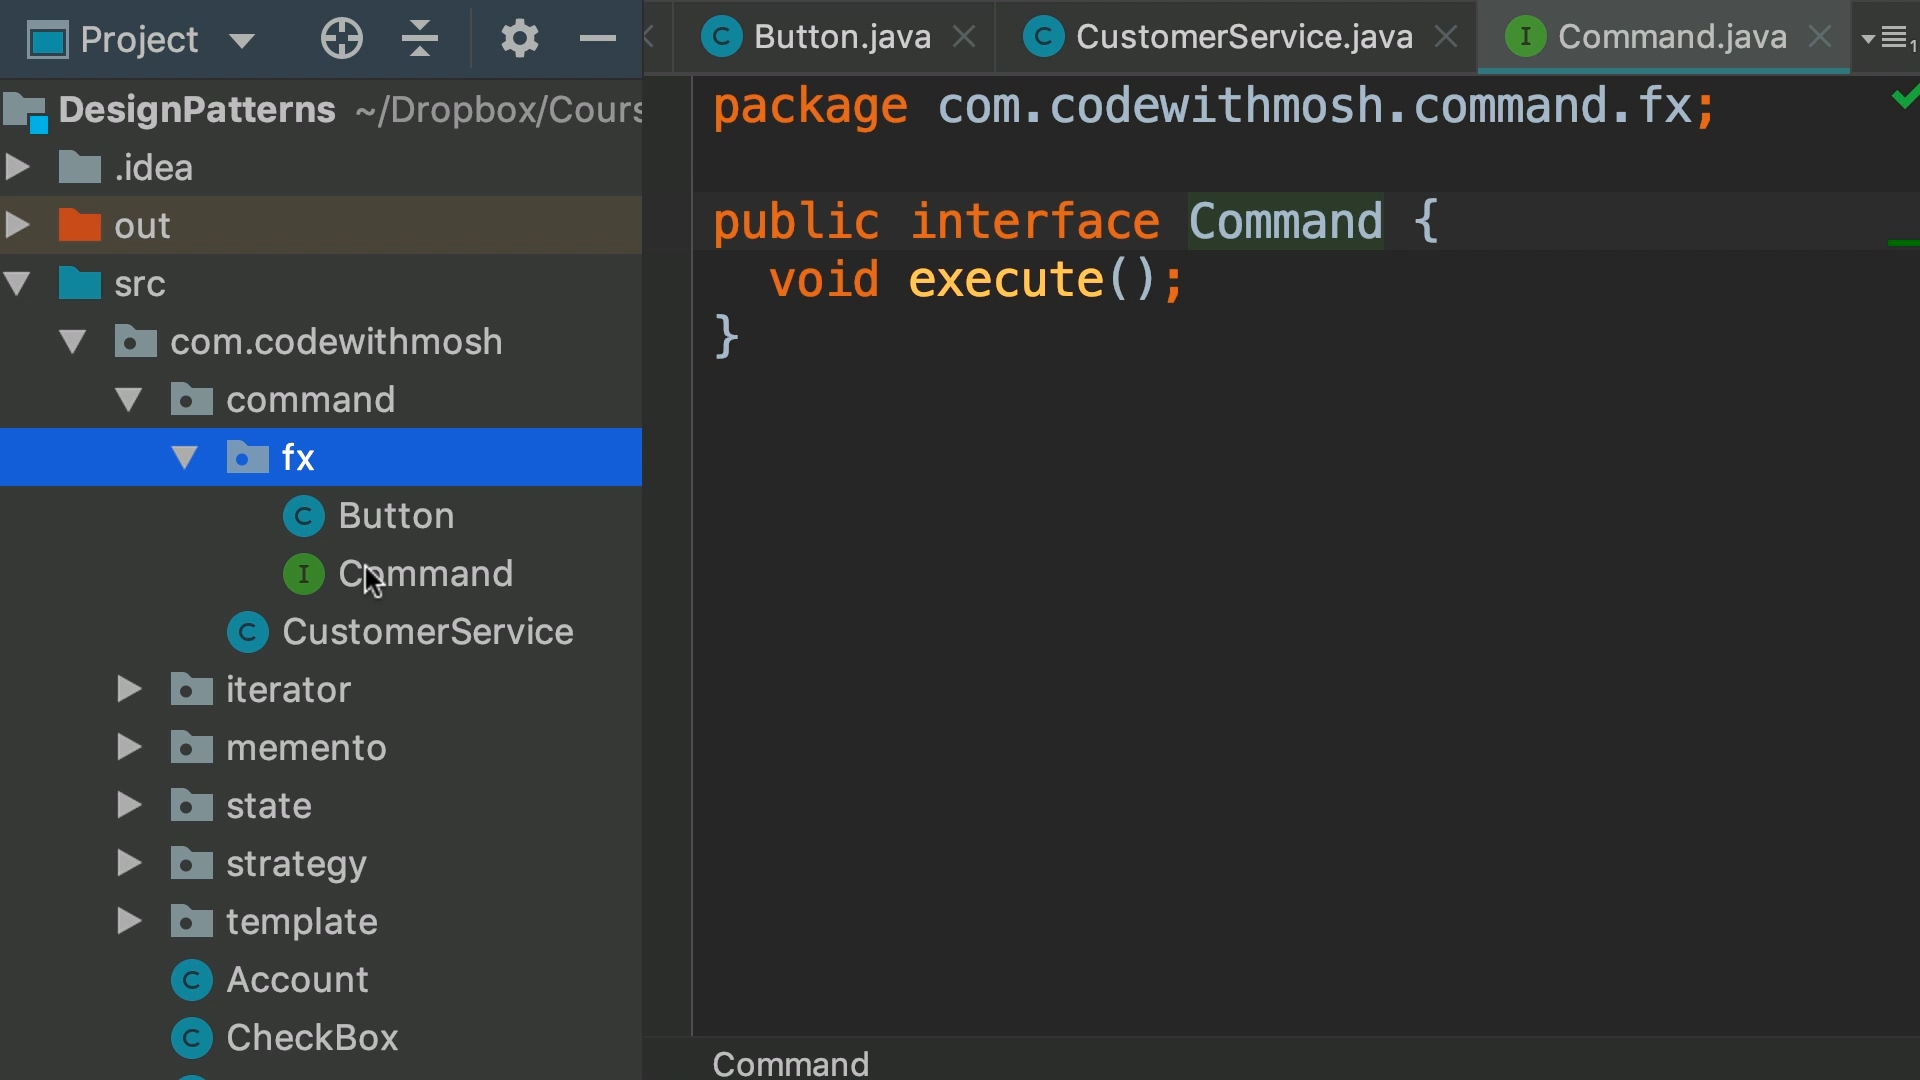 Project
Button.java
CustomerService.java
Command.java
1
DesignPatterns ~/Dropbox/Cours
.idea
out
src
com.codewithmosh
command
fx
Button
Command
CustomerService
iterator
memento
state
strategy
template
Account
CheckBox
package com.codewithmosh.command.fx;
public interface Command {
void execute();
}
Command